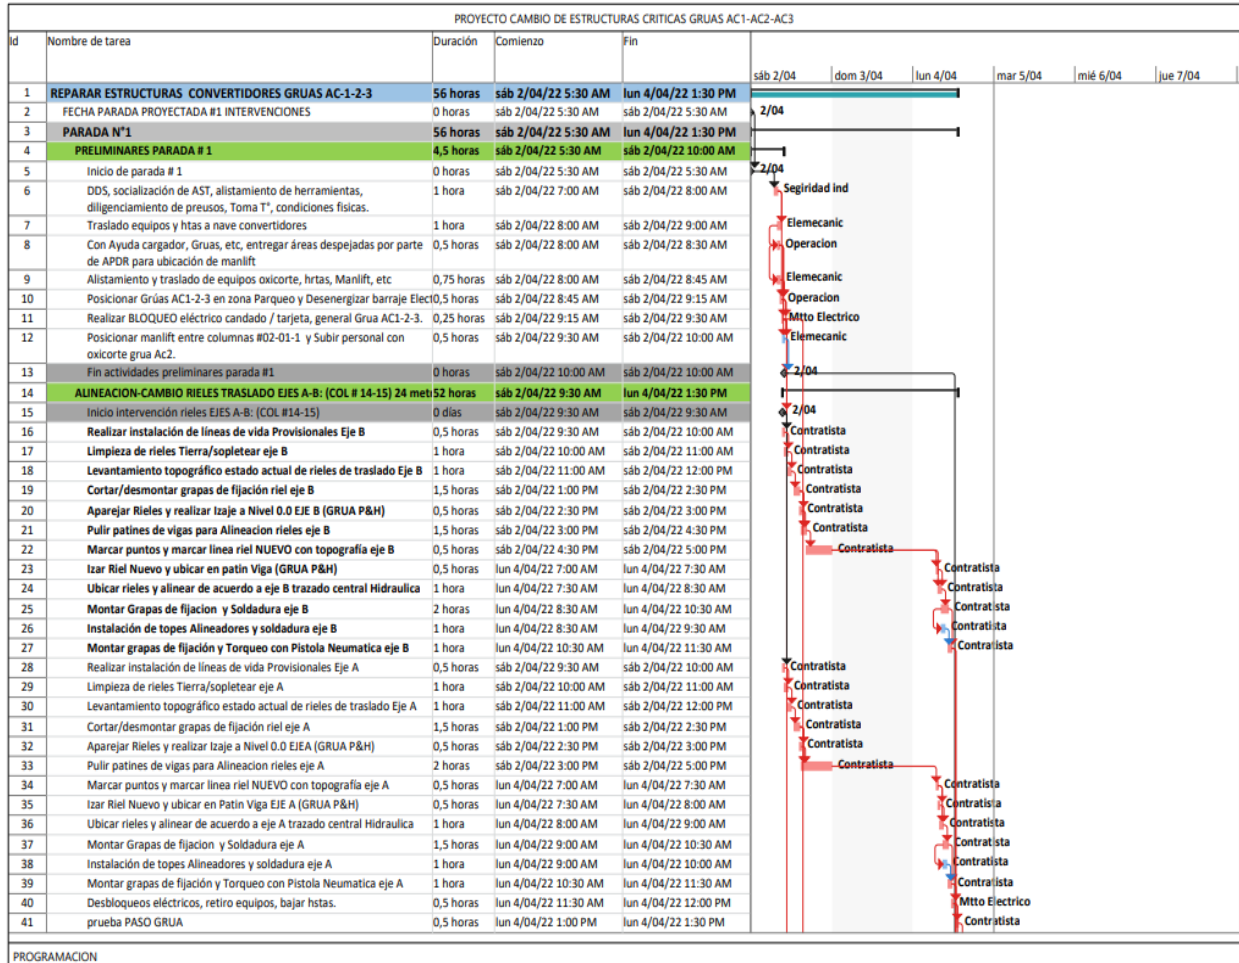 PROYECTO CAMBIO DE ESTRUCTURAS CRITICAS GRUAS AC1-AC2-AC3
Id Nombre de tarea Duración Comienzo Fin
sáb 2/04 dom 3/04 lun 4/04 mar 5/04 mié 6/04 jue 7/04
1 REPARAR ESTRUCTURAS CONVERTIDORES GRUAS AC-1-2-3 56 horas sáb 2/04/22 5:30 AM lun 4/04/22 1:30 PM
2 FECHA PARADA PROYECTADA #1 INTERVENCIONES 0 horas sáb 2/04/22 5:30 AM sáb 2/04/22 5:30 AM 2/04
3 PARADA N°1 56 horas sáb 2/04/22 5:30 AM lun 4/04/22 1:30 PM
4 PRELIMINARES PARADA # 1 4,5 horas sáb 2/04/22 5:30 AM sáb 2/04/22 10:00 AM
5 Inicio de parada # 1 0 horas sáb 2/04/22 5:30 AM sáb 2/04/22 5:30 AM 2/04
6 DDS, socialización de AST, alistamiento de herramientas, 1 hora sáb 2/04/22 7:00 AM sáb 2/04/22 8:00 AM Segiridad ind
diligenciamiento de preusos, Toma T°, condiciones fisicas.
7 Traslado equipos y htas a nave convertidores 1 hora sáb 2/04/22 8:00 AM sáb 2/04/22 9:00 AM Elemecanic
8 Con Ayuda cargador, Gruas, etc, entregar áreas despejadas por parte 0,5 horas sáb 2/04/22 8:00 AM sáb 2/04/22 8:30 AM Operacion
de APDR para ubicación de manlift
9 Alistamiento y traslado de equipos oxicorte, hrtas, Manlift, etc 0,75 horas sáb 2/04/22 8:00 AM sáb 2/04/22 8:45 AM Elemecanic
10 Posicionar Grúas AC1-2-3 en zona Parqueo y Desenergizar barraje Elect 0,5 horas sáb 2/04/22 8:45 AM sáb 2/04/22 9:15 AM Operacion
11 Realizar BLOQUEO eléctrico candado / tarjeta, general Grua AC1-2-3. 0,25 horas sáb 2/04/22 9:15 AM sáb 2/04/22 9:30 AM Mtto Electrico
12 Posicionar manlift entre columnas #02-01-1 y Subir personal con 0,5 horas sáb 2/04/22 9:30 AM sáb 2/04/22 10:00 AM Elemecanic
oxicorte grua Ac2.
13 Fin actividades preliminares parada #1 0 horas sáb 2/04/22 10:00 AM sáb 2/04/22 10:00 AM 2/04
14 ALINEACION-CAMBIO RIELES TRASLADO EJES A-B: (COL # 14-15) 24 met 52 horas sáb 2/04/22 9:30 AM lun 4/04/22 1:30 PM
15 Inicio intervención rieles EJES A-B: (COL #14-15) 0 días sáb 2/04/22 9:30 AM sáb 2/04/22 9:30 AM 2/04
16 Realizar instalación de líneas de vida Provisionales Eje B 0,5 horas sáb 2/04/22 9:30 AM sáb 2/04/22 10:00 AM Contratista
17 Limpieza de rieles Tierra/sopletear eje B 1 hora sáb 2/04/22 10:00 AM sáb 2/04/22 11:00 AM Contratista
18 Levantamiento topográfico estado actual de rieles de traslado Eje B 1 hora sáb 2/04/22 11:00 AM sáb 2/04/22 12:00 PM Contratista
19 Cortar/desmontar grapas de fijación riel eje B 1,5 horas sáb 2/04/22 1:00 PM sáb 2/04/22 2:30 PM Contratista
20 Aparejar Rieles y realizar Izaje a Nivel 0.0 EJE B (GRUA P&H) 0,5 horas sáb 2/04/22 2:30 PM sáb 2/04/22 3:00 PM Contratista
21 Pulir patines de vigas para Alineacion rieles eje B 1,5 horas sáb 2/04/22 3:00 PM sáb 2/04/22 4:30 PM Contratista
22 Marcar puntos y marcar linea riel NUEVO con topografía eje B 0,5 horas sáb 2/04/22 4:30 PM sáb 2/04/22 5:00 PM Contratista
23 Izar Riel Nuevo y ubicar en patin Viga (GRUA P&H) 0,5 horas lun 4/04/22 7:00 AM lun 4/04/22 7:30 AM Contratista
24 Ubicar rieles y alinear de acuerdo a eje B trazado central Hidraulica 1 hora lun 4/04/22 7:30 AM lun 4/04/22 8:30 AM Contratista
25 Montar Grapas de fijacion y Soldadura eje B 2 horas lun 4/04/22 8:30 AM lun 4/04/22 10:30 AM Contratista
26 Instalación de topes Alineadores y soldadura eje B 1 hora lun 4/04/22 8:30 AM lun 4/04/22 9:30 AM Contratista
27 Montar grapas de fijación y Torqueo con Pistola Neumatica eje B 1 hora lun 4/04/22 10:30 AM lun 4/04/22 11:30 AM Contratista
28 Realizar instalación de líneas de vida Provisionales Eje A 0,5 horas sáb 2/04/22 9:30 AM sáb 2/04/22 10:00 AM Contratista
29 Limpieza de rieles Tierra/sopletear eje A 1 hora sáb 2/04/22 10:00 AM sáb 2/04/22 11:00 AM Contratista
30 Levantamiento topográfico estado actual de rieles de traslado Eje A 1 hora sáb 2/04/22 11:00 AM sáb 2/04/22 12:00 PM Contratista
31 Cortar/desmontar grapas de fijación riel eje A 1,5 horas sáb 2/04/22 1:00 PM sáb 2/04/22 2:30 PM Contratista
32 Aparejar Rieles y realizar Izaje a Nivel 0.0 EJEA (GRUA P&H) 0,5 horas sáb 2/04/22 2:30 PM sáb 2/04/22 3:00 PM Contratista
33 Pulir patines de vigas para Alineacion rieles eje A 2 horas sáb 2/04/22 3:00 PM sáb 2/04/22 5:00 PM Contratista
34 Marcar puntos y marcar linea riel NUEVO con topografía eje A 0,5 horas lun 4/04/22 7:00 AM lun 4/04/22 7:30 AM Contratista
35 Izar Riel Nuevo y ubicar en Patin Viga EJE A (GRUA P&H) 0,5 horas lun 4/04/22 7:30 AM lun 4/04/22 8:00 AM Contratista
36 Ubicar rieles y alinear de acuerdo a eje A trazado central Hidraulica 1 hora lun 4/04/22 8:00 AM lun 4/04/22 9:00 AM Contratista
37 Montar Grapas de fijacion y Soldadura eje A 1,5 horas lun 4/04/22 9:00 AM lun 4/04/22 10:30 AM Contratista
38 Instalación de topes Alineadores y soldadura eje A 1 hora lun 4/04/22 9:00 AM lun 4/04/22 10:00 AM Contratista
39 Montar grapas de fijación y Torqueo con Pistola Neumatica eje A 1 hora lun 4/04/22 10:30 AM lun 4/04/22 11:30 AM Contratista
40 Desbloqueos eléctricos, retiro equipos, bajar hstas. 0,5 horas lun 4/04/22 11:30 AM lun 4/04/22 12:00 PM Mtto Electrico
41 prueba PASO GRUA 0,5 horas lun 4/04/22 1:00 PM lun 4/04/22 1:30 PM Contratista
PROGRAMACION